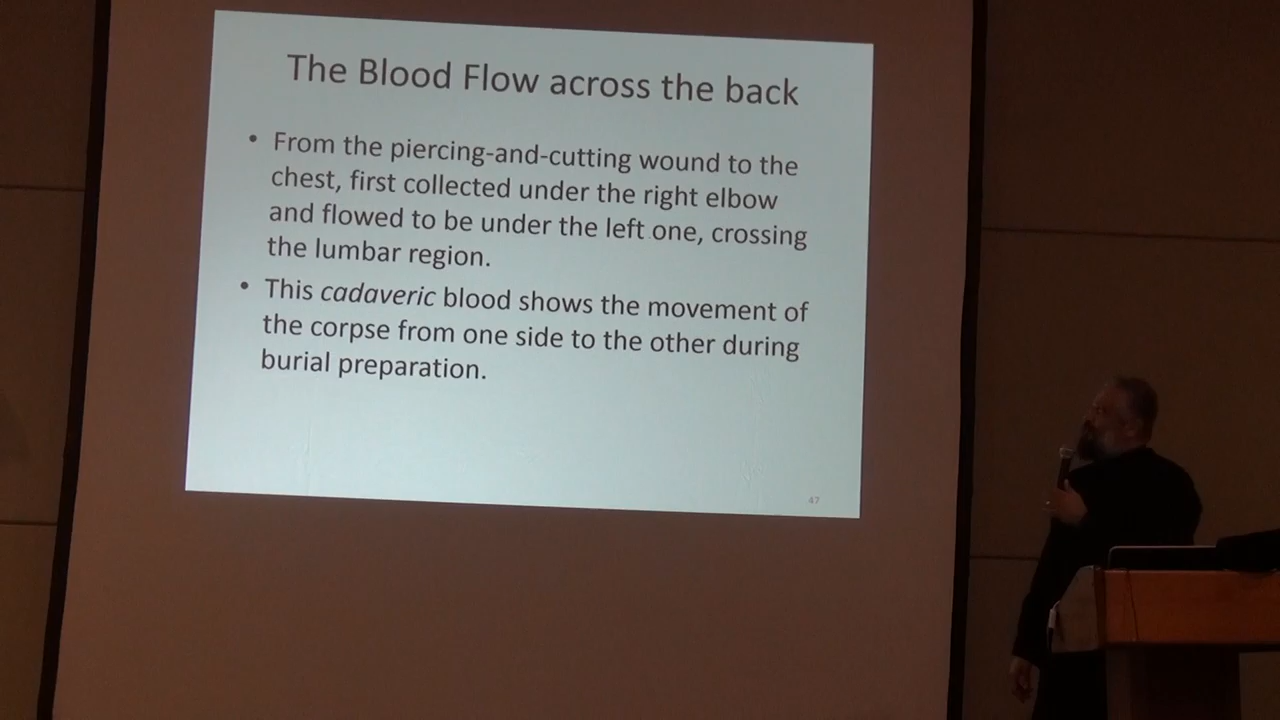 The Blood Flow across the back
• From the piercing-and-cutting wound to the
chest, first collected under the right elbow
and flowed to be under the left one, crossing
the lumbar region.
• This cadaveric blood shows the movement of
the corpse from one side to the other during
burial preparation.
47